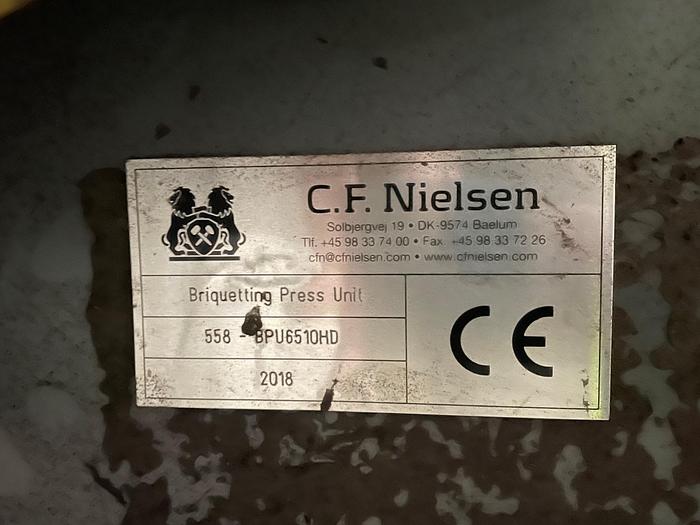 C.F. Nielsen
Solbjergvej 19 • DK-9574 Baelum
Tlf. +45 98 33 74 00 • Fax. +45 98 33 72 26
cfn@cfnielsen.com • www.cfnielsen.com
Briquetting Press Unit
558 - BPU6510HD
2018
CE